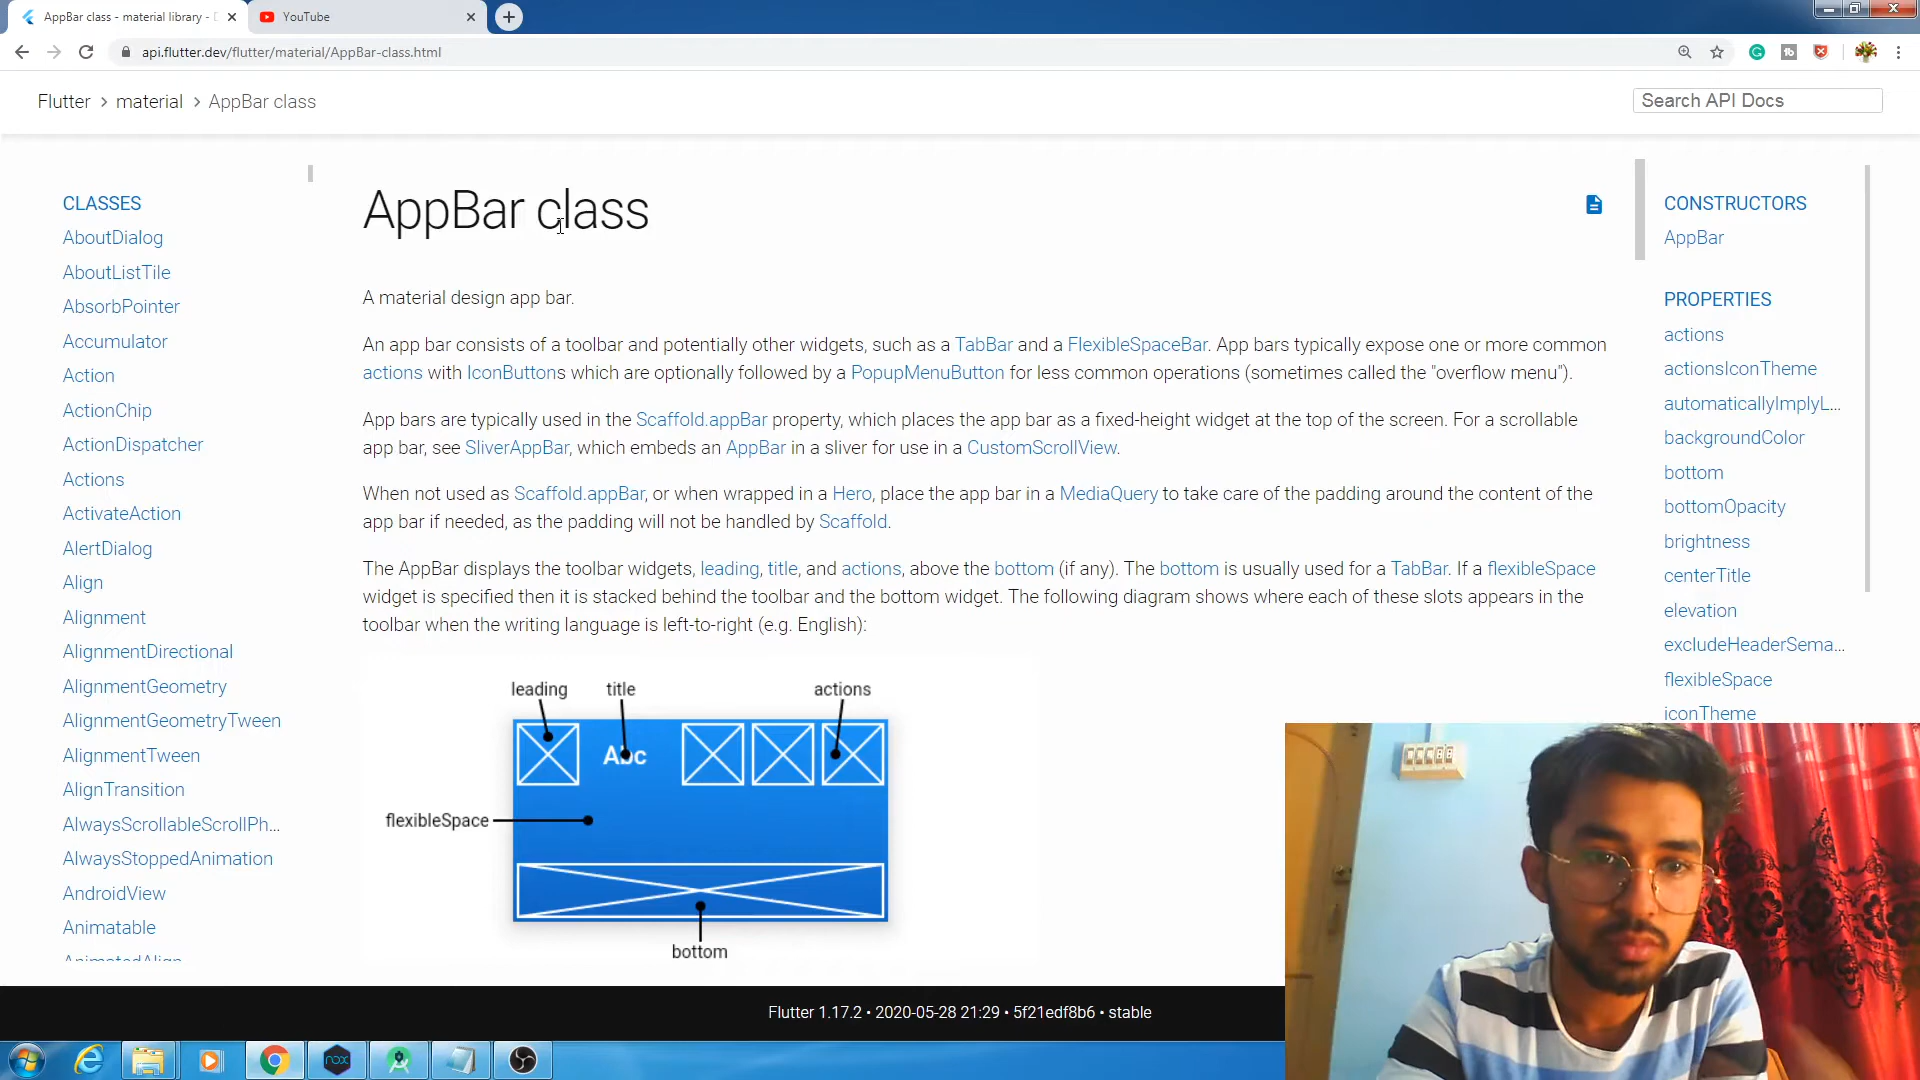 AppBar class - material library - D
YouTube
api.flutter.dev/flutter/material/AppBar-class.html
Flutter > material > AppBar class
Search API Docs
CLASSES
AboutDialog
AboutListTile
AbsorbPointer
Accumulator
Action
ActionChip
ActionDispatcher
Actions
ActivateAction
AlertDialog
Align
Alignment
AlignmentDirectional
AlignmentGeometry
AlignmentGeometryTween
AlignmentTween
AlignTransition
AlwaysScrollableScrollPh...
AlwaysStoppedAnimation
AndroidView
Animatable
AnimatedAlign
AppBar class
A material design app bar.
An app bar consists of a toolbar and potentially other widgets, such as a TabBar and a FlexibleSpaceBar. App bars typically expose one or more common
actions with IconButtons which are optionally followed by a PopupMenuButton for less common operations (sometimes called the "overflow menu").
App bars are typically used in the Scaffold.appBar property, which places the app bar as a fixed-height widget at the top of the screen. For a scrollable
app bar, see SliverAppBar, which embeds an AppBar in a sliver for use in a CustomScrollView.
When not used as Scaffold.appBar, or when wrapped in a Hero, place the app bar in a MediaQuery to take care of the padding around the content of the
app bar if needed, as the padding will not be handled by Scaffold.
The AppBar displays the toolbar widgets, leading, title, and actions, above the bottom (if any). The bottom is usually used for a TabBar. If a flexibleSpace
widget is specified then it is stacked behind the toolbar and the bottom widget. The following diagram shows where each of these slots appears in the
toolbar when the writing language is left-to-right (e.g. English):
leading title actions
Abc
flexibleSpace
bottom
CONSTRUCTORS
AppBar
PROPERTIES
actions
actionsIconTheme
automaticallyImplyL...
backgroundColor
bottom
bottomOpacity
brightness
centerTitle
elevation
excludeHeaderSema...
flexibleSpace
iconTheme
Flutter 1.17.2 • 2020-05-28 21:29 • 5f21edf8b6 • stable
nox